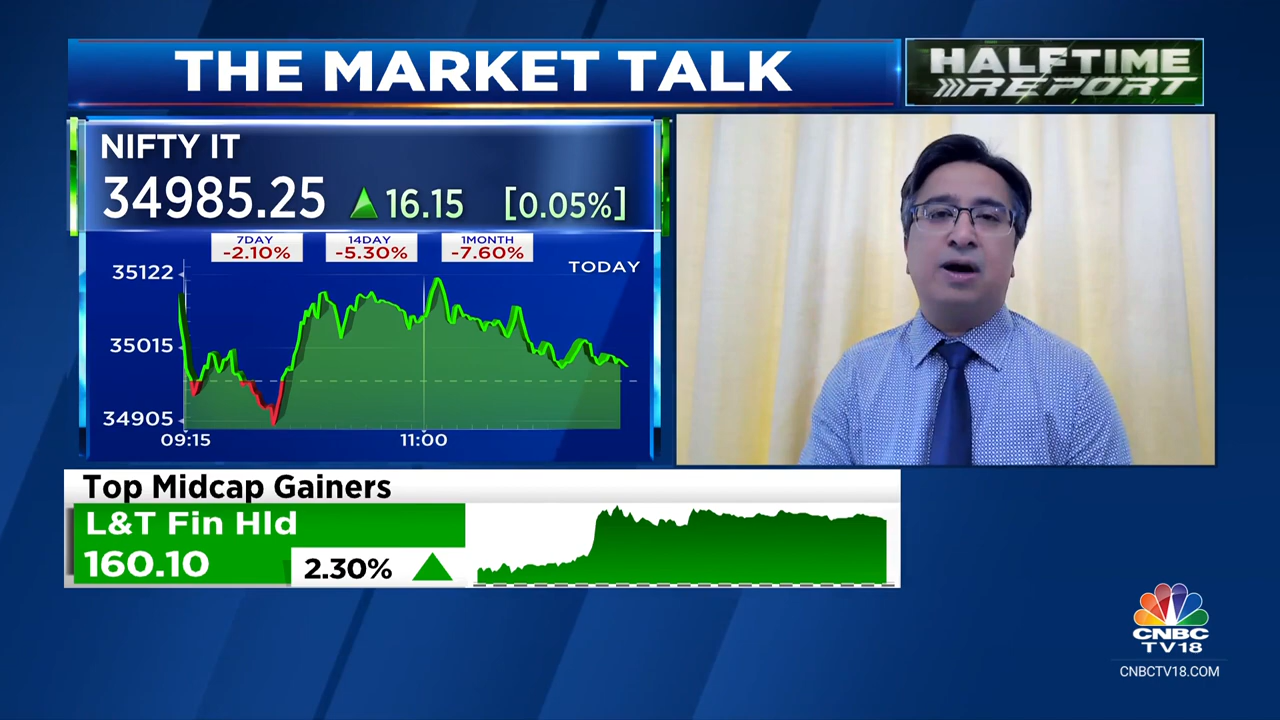 THE MARKET TALK
HALFTIME
REPORT
NIFTY IT
34985.25 ▲ 16.15 [0.05%]
7DAY 14DAY 1MONTH
-2.10% -5.30% -7.60%
TODAY
35122
35015
34905
09:15 11:00
Top Midcap Gainers
L&T Fin Hld
160.10 2.30% ▲
CNBC
TV18
CNBCTV18.COM